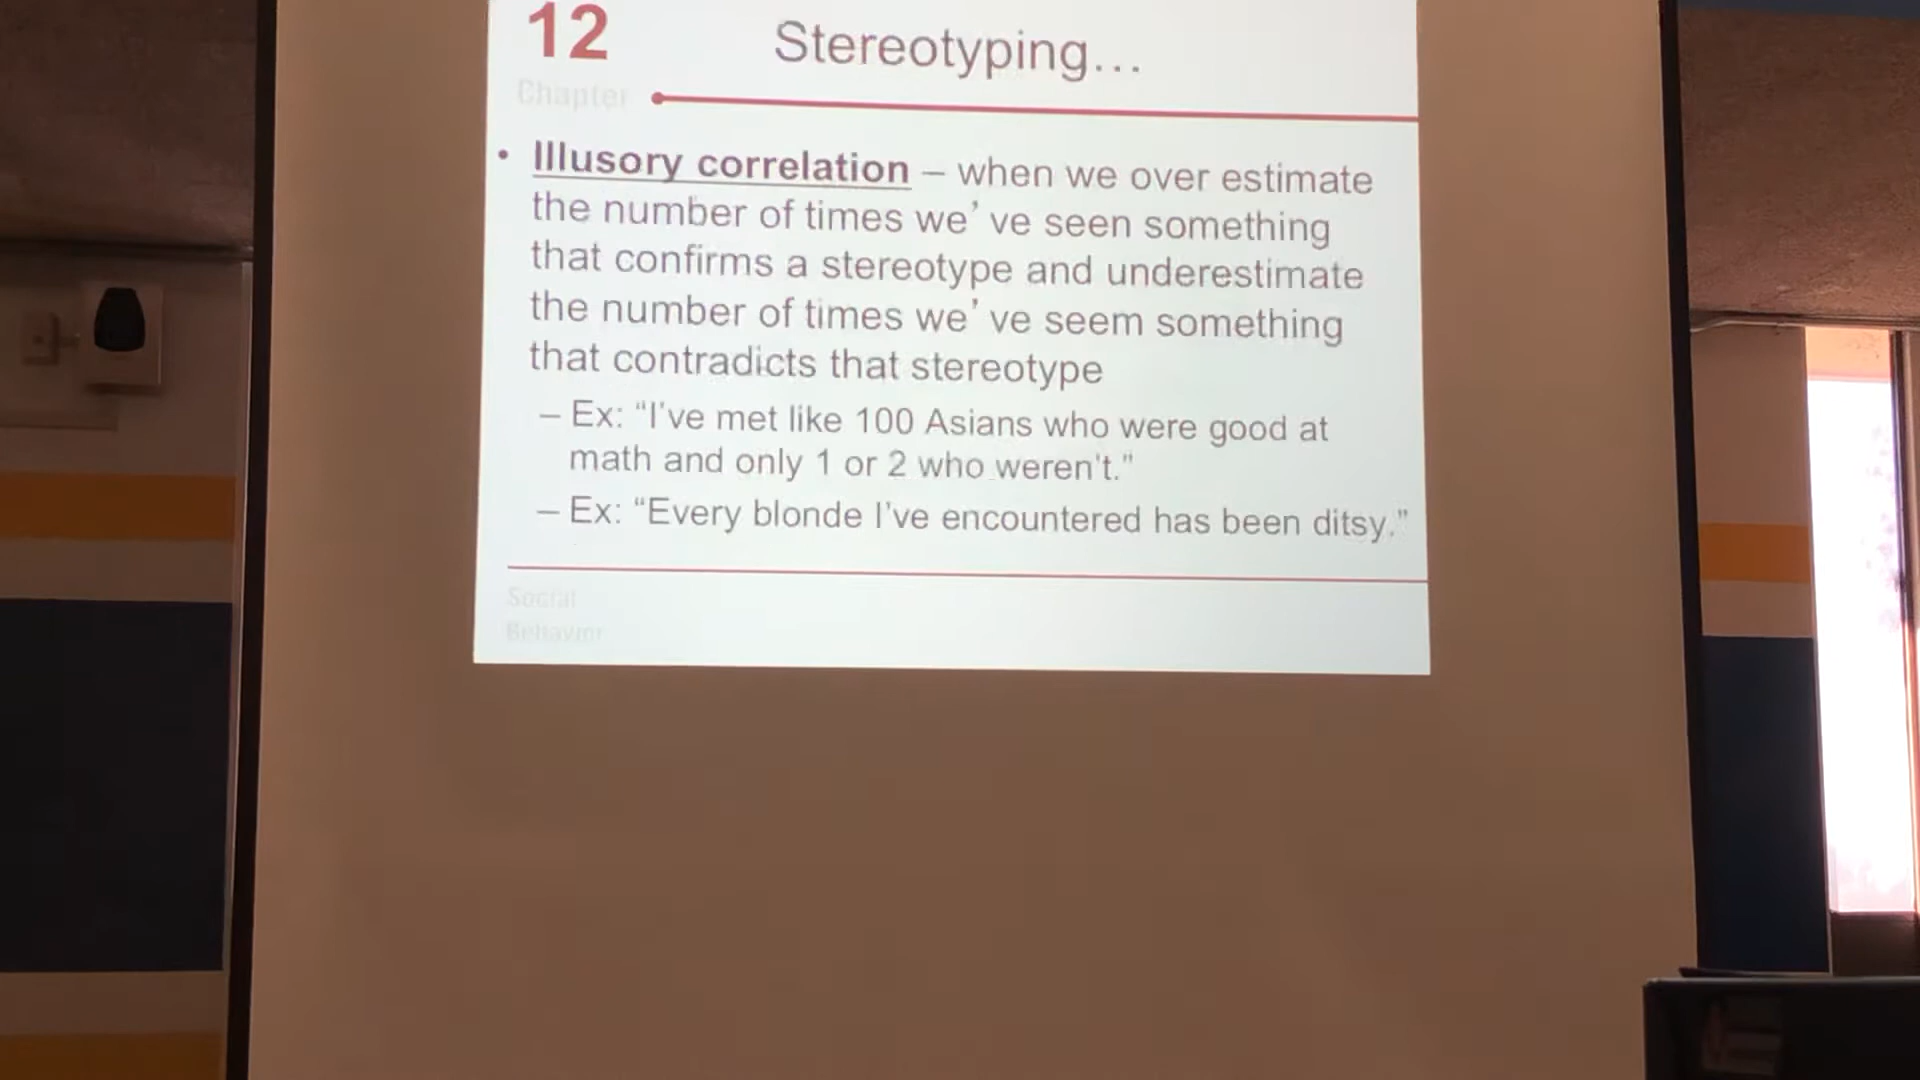 12
Stereotyping...
Chapter
• Illusory correlation – when we over estimate
the number of times we’ ve seen something
that confirms a stereotype and underestimate
the number of times we’ ve seem something
that contradicts that stereotype
– Ex: “I've met like 100 Asians who were good at
math and only 1 or 2 who weren't.”
– Ex: “Every blonde I’ve encountered has been ditsy.”
Social
Behavior